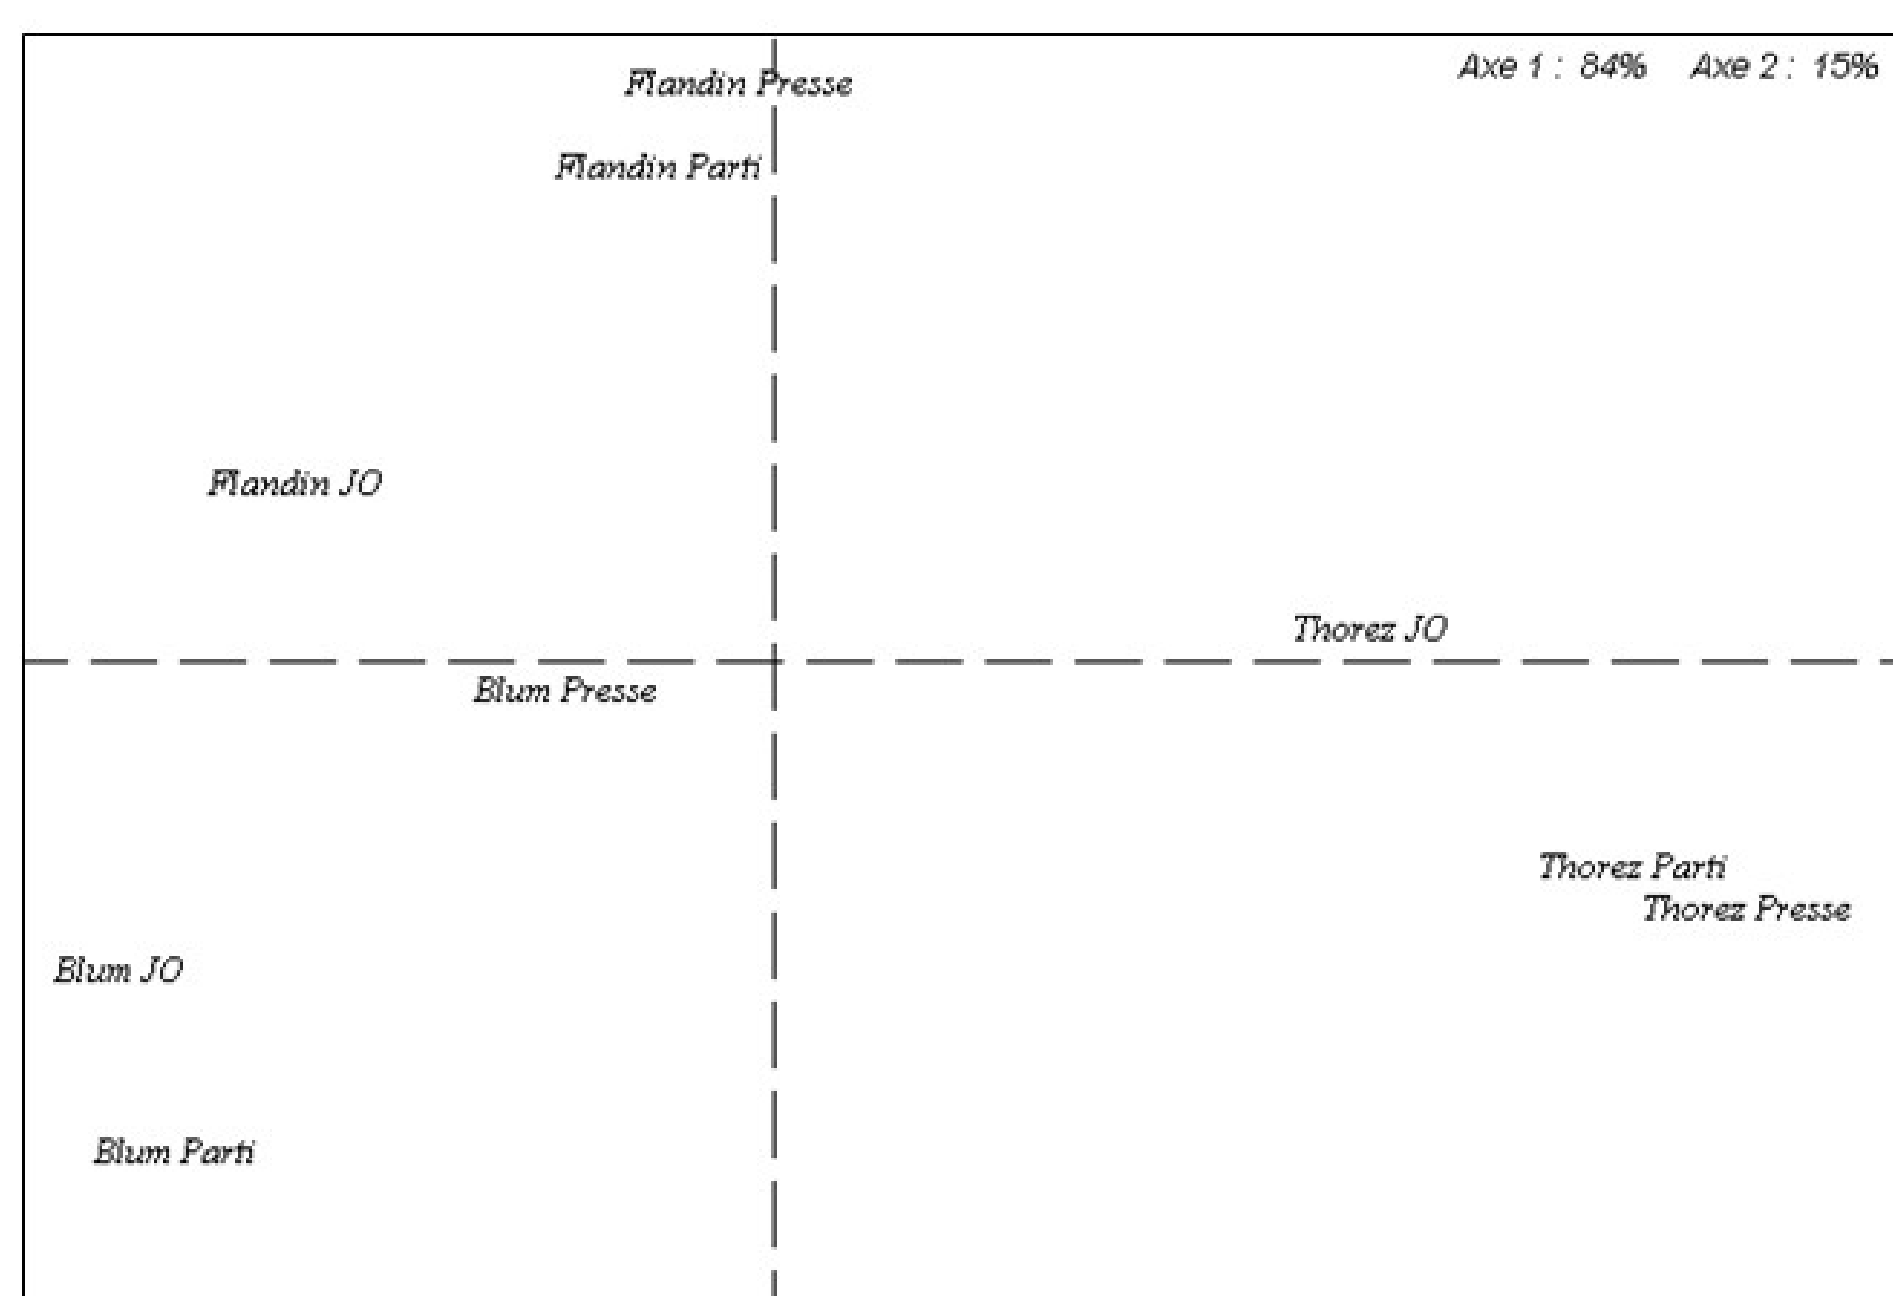 Axe 1 : 84% Axe 2 : 15%
Flandin Presse
Flandin Parti
Flandin JO
Thorez JO
Blum Presse
Thorez Parti
Thorez Presse
Blum JO
Blum Parti